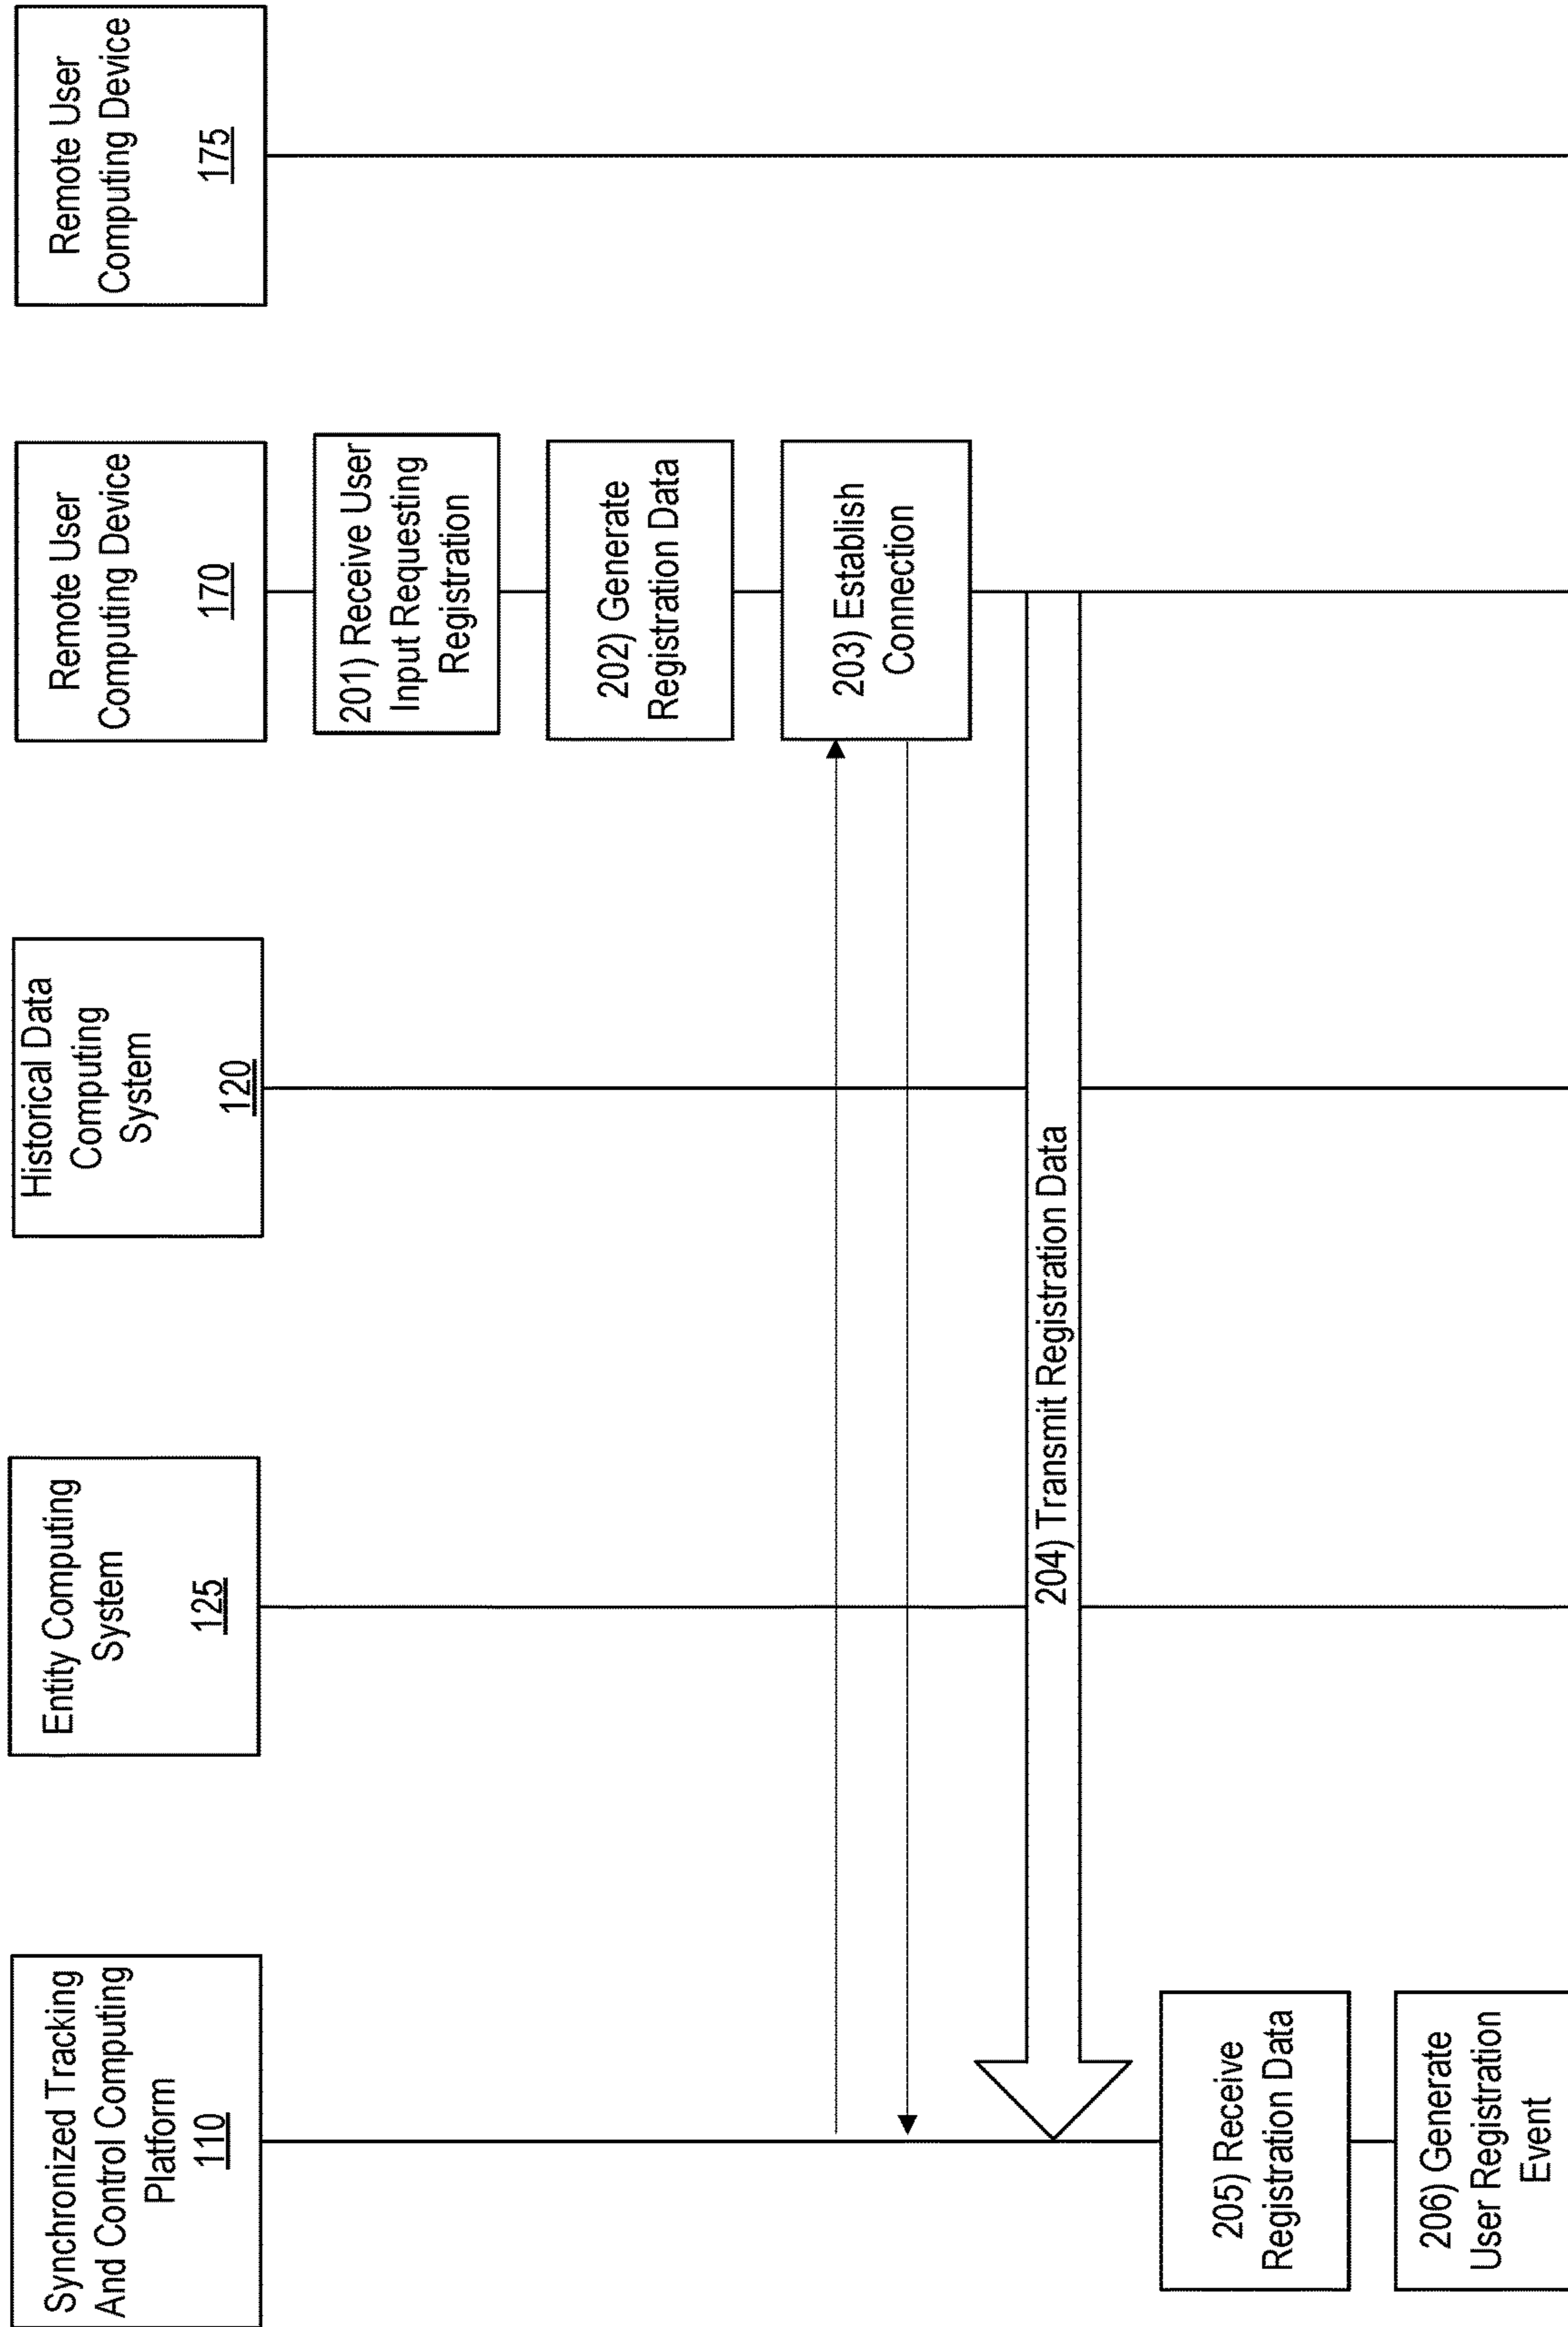 Synchronized Tracking
And Control Computing
Platform
110
Entity Computing
System
125
Historical Data
Computing
System
120
Remote User
Computing Device
170
Remote User
Computing Device
175
201) Receive User
Input Requesting
Registration
202) Generate
Registration Data
203) Establish
Connection
204) Transmit Registration Data
205) Receive
Registration Data
206) Generate
User Registration
Event